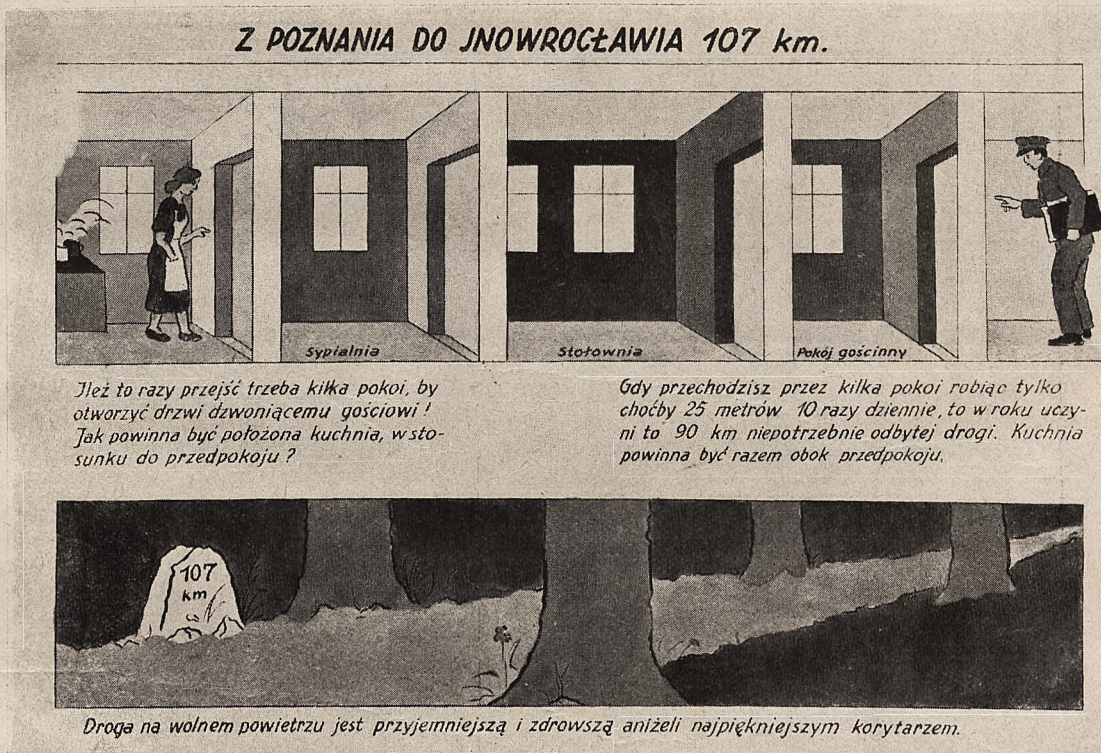 Z POZNANIA DO JNOWROCŁAWIA 107 km.
Sypialnia
Stołownia
Pokój gościnny
Jleż to razy przejść trzeba kilka pokoi, by
otworzyć drzwi dzwoniącemu gościowi !
Jak powinna być położona kuchnia, w sto-
sunku do przedpokoju ?
Gdy przechodzisz przez kilka pokoi robiąc tylko
choćby 25 metrów 10 razy dziennie, to w roku uczy-
ni to 90 km niepotrzebnie odbytej drogi. Kuchnia
powinna być razem obok przedpokoju.
107
km
Droga na wolnem powietrzu jest przyjemniejszą i zdrowszą aniżeli najpiękniejszym korytarzem.